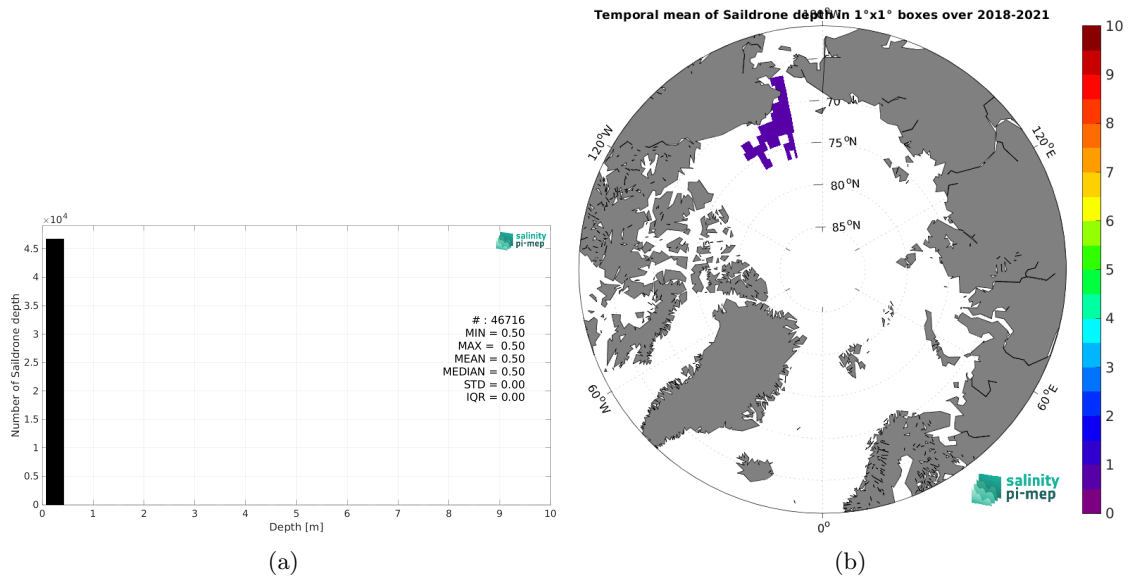 ×10⁴
4.5
4
3.5
3
2.5
2
1.5
1
0.5
0
Number of Saildrone depth
salinity
pi-mep
# : 46716
MIN = 0.50
MAX = 0.50
MEAN = 0.50
MEDIAN = 0.50
STD = 0.00
IQR = 0.00
0 1 2 3 4 5 6 7 8 9 10
Depth [m]
(a)
Temporal mean of Saildrone depth in 1°x1° boxes over 2018-2021
180°W
120°W
120°E
70°N
75°N
80°N
85°N
60°W
60°E
0°
salinity
pi-mep
10
9
8
7
6
5
4
3
2
1
0
(b)